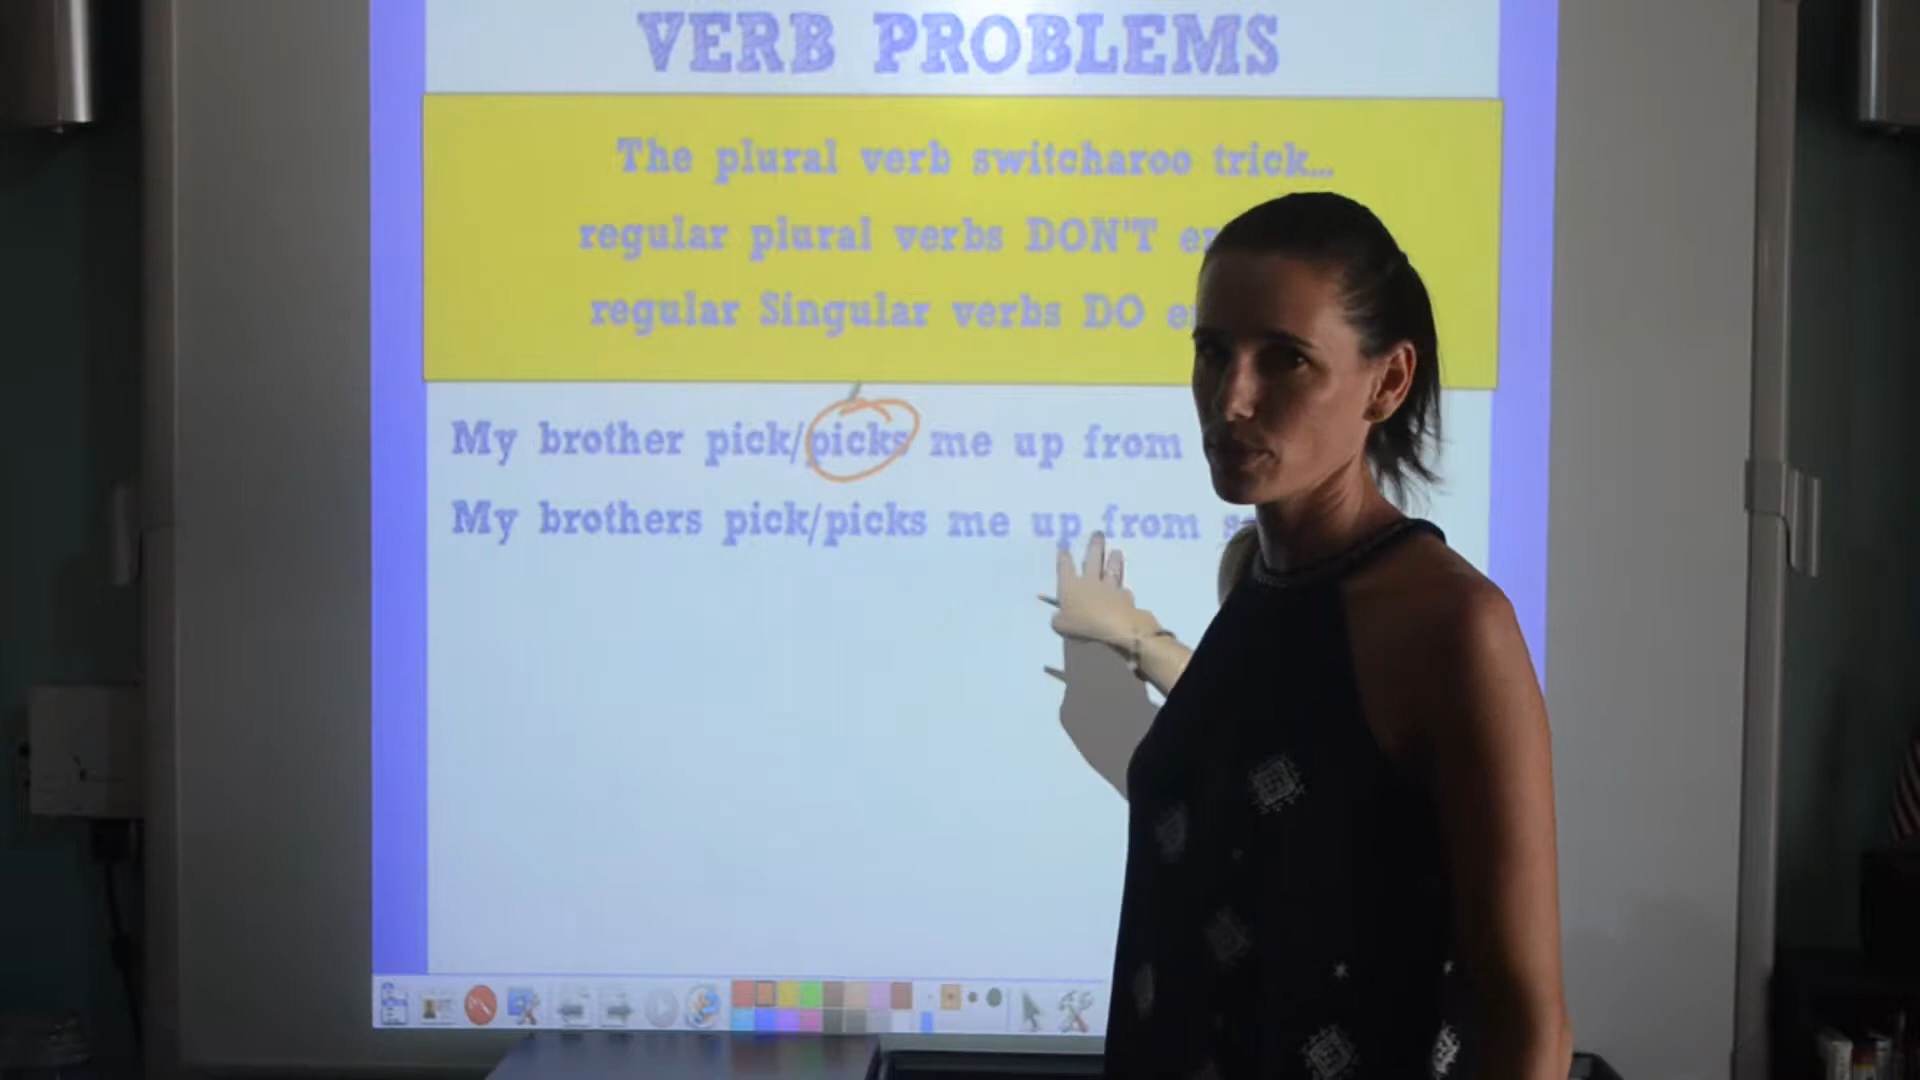 VERB PROBLEMS
The plural verb switcharoo trick...
regular plural verbs DON'T
regular Singular verbs DO
My brother pick/picks me up from
My brothers pick/picks me up from